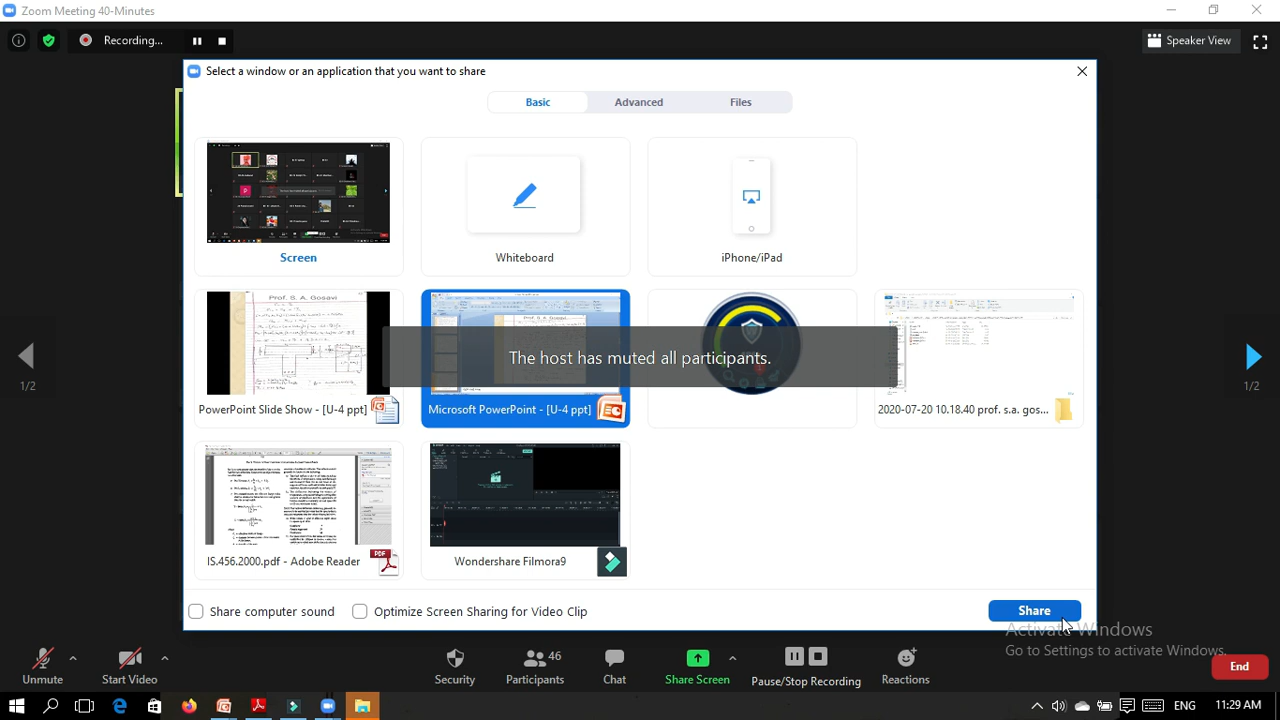 Zoom Meeting 40-Minutes
Recording...
Speaker View
Select a window or an application that you want to share
Basic
Advanced
Files
Screen
Whiteboard
iPhone/iPad
Prof. S. A. Gosavi
The host has muted all participants.
1/2
1/2
PowerPoint Slide Show - [U-4 ppt]
Microsoft PowerPoint - [U-4 ppt]
2020-07-20 10.18.40 prof. s.a. gos...
IS.456.2000.pdf - Adobe Reader
PDF
Wondershare Filmora9
Share computer sound
Optimize Screen Sharing for Video Clip
Share
Activate Windows
Go to Settings to activate Windows.
Unmute
Start Video
Security
46
Participants
Chat
Share Screen
Pause/Stop Recording
Reactions
End
ENG
11:29 AM